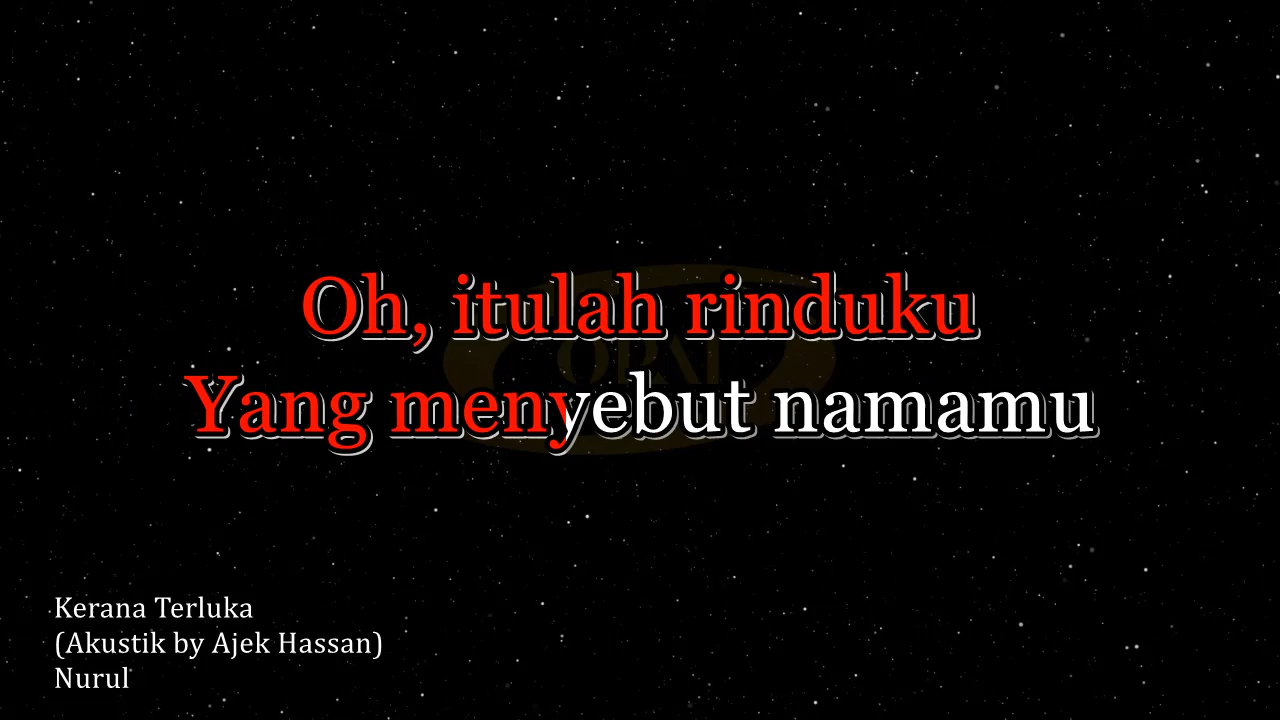 Oh, itulah rinduku
Yang menyebut namamu
Kerana Terluka
(Akustik by Ajek Hassan)
Nurul